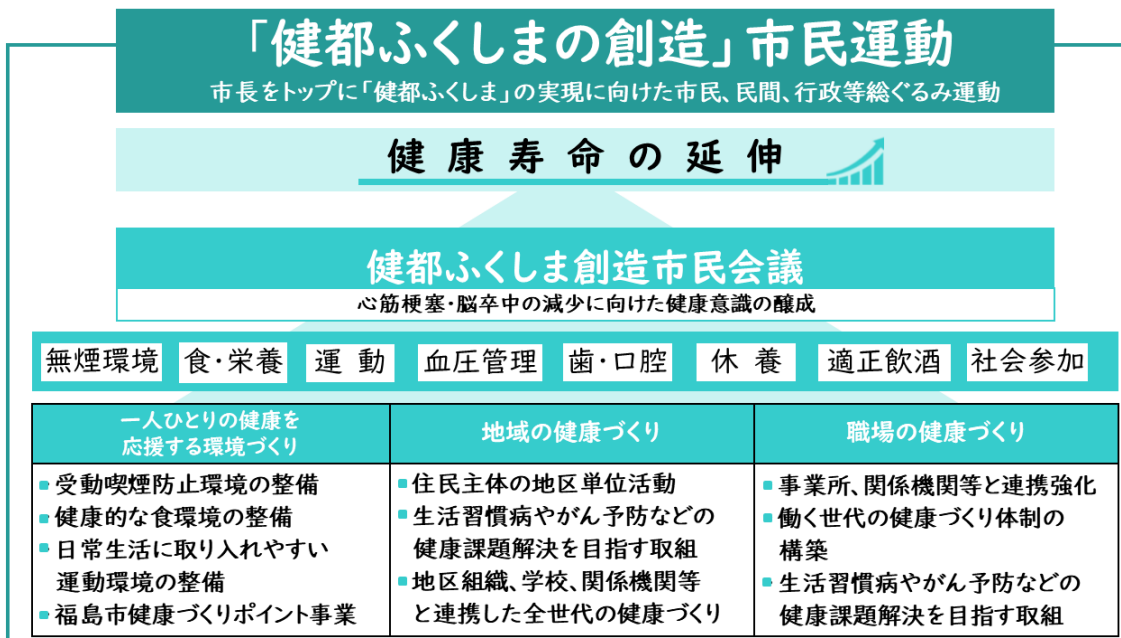 「健都ふくしまの創造」市民運動
市長をトップに「健都ふくしま」の実現に向けた市民、民間、行政等総ぐるみ運動
健康寿命の延伸
健都ふくしま創造市民会議
心筋梗塞・脳卒中の減少に向けた健康意識の醸成
無煙環境 食・栄養 運動 血圧管理 歯・口腔 休養 適正飲酒 社会参加
一人ひとりの健康を
応援する環境づくり
受動喫煙防止環境の整備
健康的な食環境の整備
日常生活に取り入れやすい
運動環境の整備
福島市健康づくりポイント事業
地域の健康づくり
住民主体の地区単位活動
生活習慣病やがん予防などの
健康課題解決を目指す取組
地区組織、学校、関係機関等
と連携した全世代の健康づくり
職場の健康づくり
事業所、関係機関等と連携強化
働く世代の健康づくり体制の
構築
生活習慣病やがん予防などの
健康課題解決を目指す取組